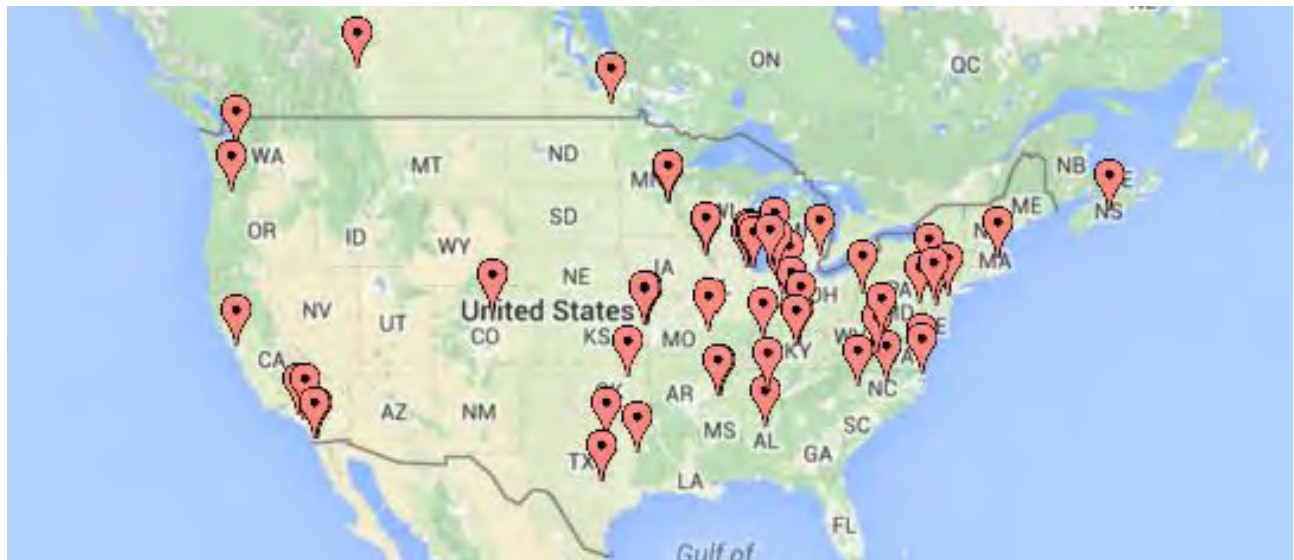 ON
QC
WA
MT
ND
NB
ME
NS
OR
ID
SD
WY
MA
IA
NE
PA
OH
United States
NV
UT
CO
KS
MO
KY
CA
AZ
NM
AR
NC
MS
AL
SC
GA
TX
LA
FL
Gulf of